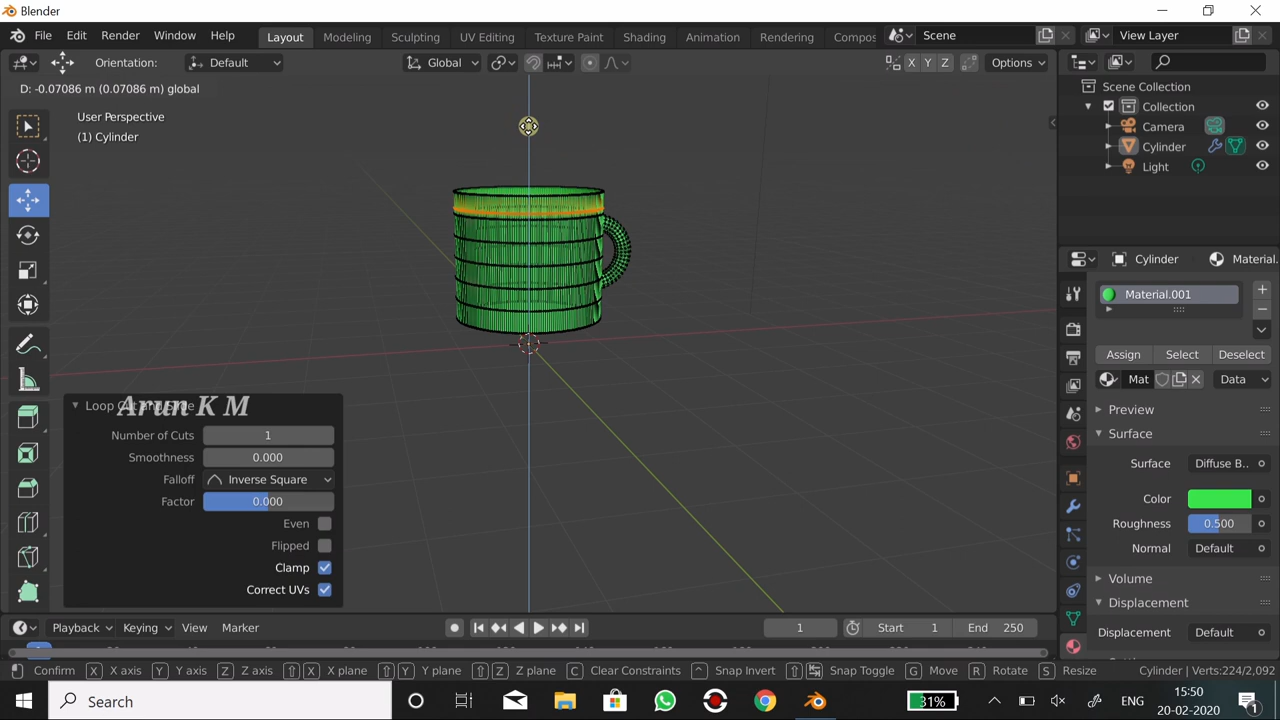 Blender
File Edit Render Window Help Layout Modeling Sculpting UV Editing Texture Paint Shading Animation Rendering Compos Scene View Layer
Orientation: Default Global X Y Z Options
D: -0.07086 m (0.07086 m) global
User Perspective
(1) Cylinder
Scene Collection
Collection
Camera
Cylinder
Light
Cylinder Material.
Material.001
Assign Select Deselect
Mat Data
Preview
Surface
Surface Diffuse B..
Color
Roughness 0.500
Normal Default
Volume
Displacement
Displacement Default
Arun K M
Number of Cuts 1
Smoothness 0.000
Falloff Inverse Square
Factor 0.000
Even
Flipped
Clamp
Correct UVs
Playback Keying View Marker 1 Start 1 End 250
Confirm X X axis Y Y axis Z Z axis X X plane Y Y plane Z Z plane C Clear Constraints Snap Invert Snap Toggle G Move R Rotate S Resize Cylinder | Verts:224/2,092
Search 31% ENG 15:50
20-02-2020 1